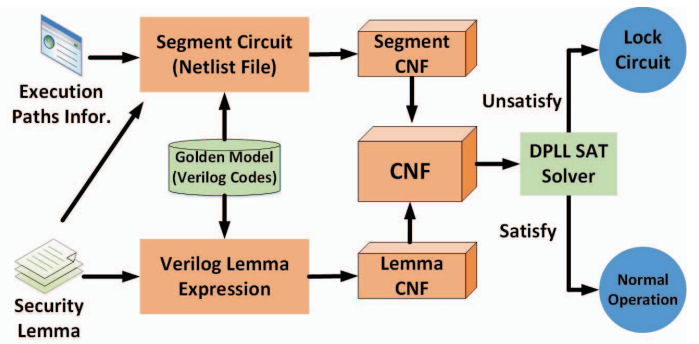 Execution
Paths Infor.
Segment Circuit
(Netlist File)
Segment
CNF
Lock
Circuit
Unsatisfy
Golden Model
(Verilog Codes)
CNF
DPLL SAT
Solver
Satisfy
Security
Lemma
Verilog Lemma
Expression
Lemma
CNF
Normal
Operation